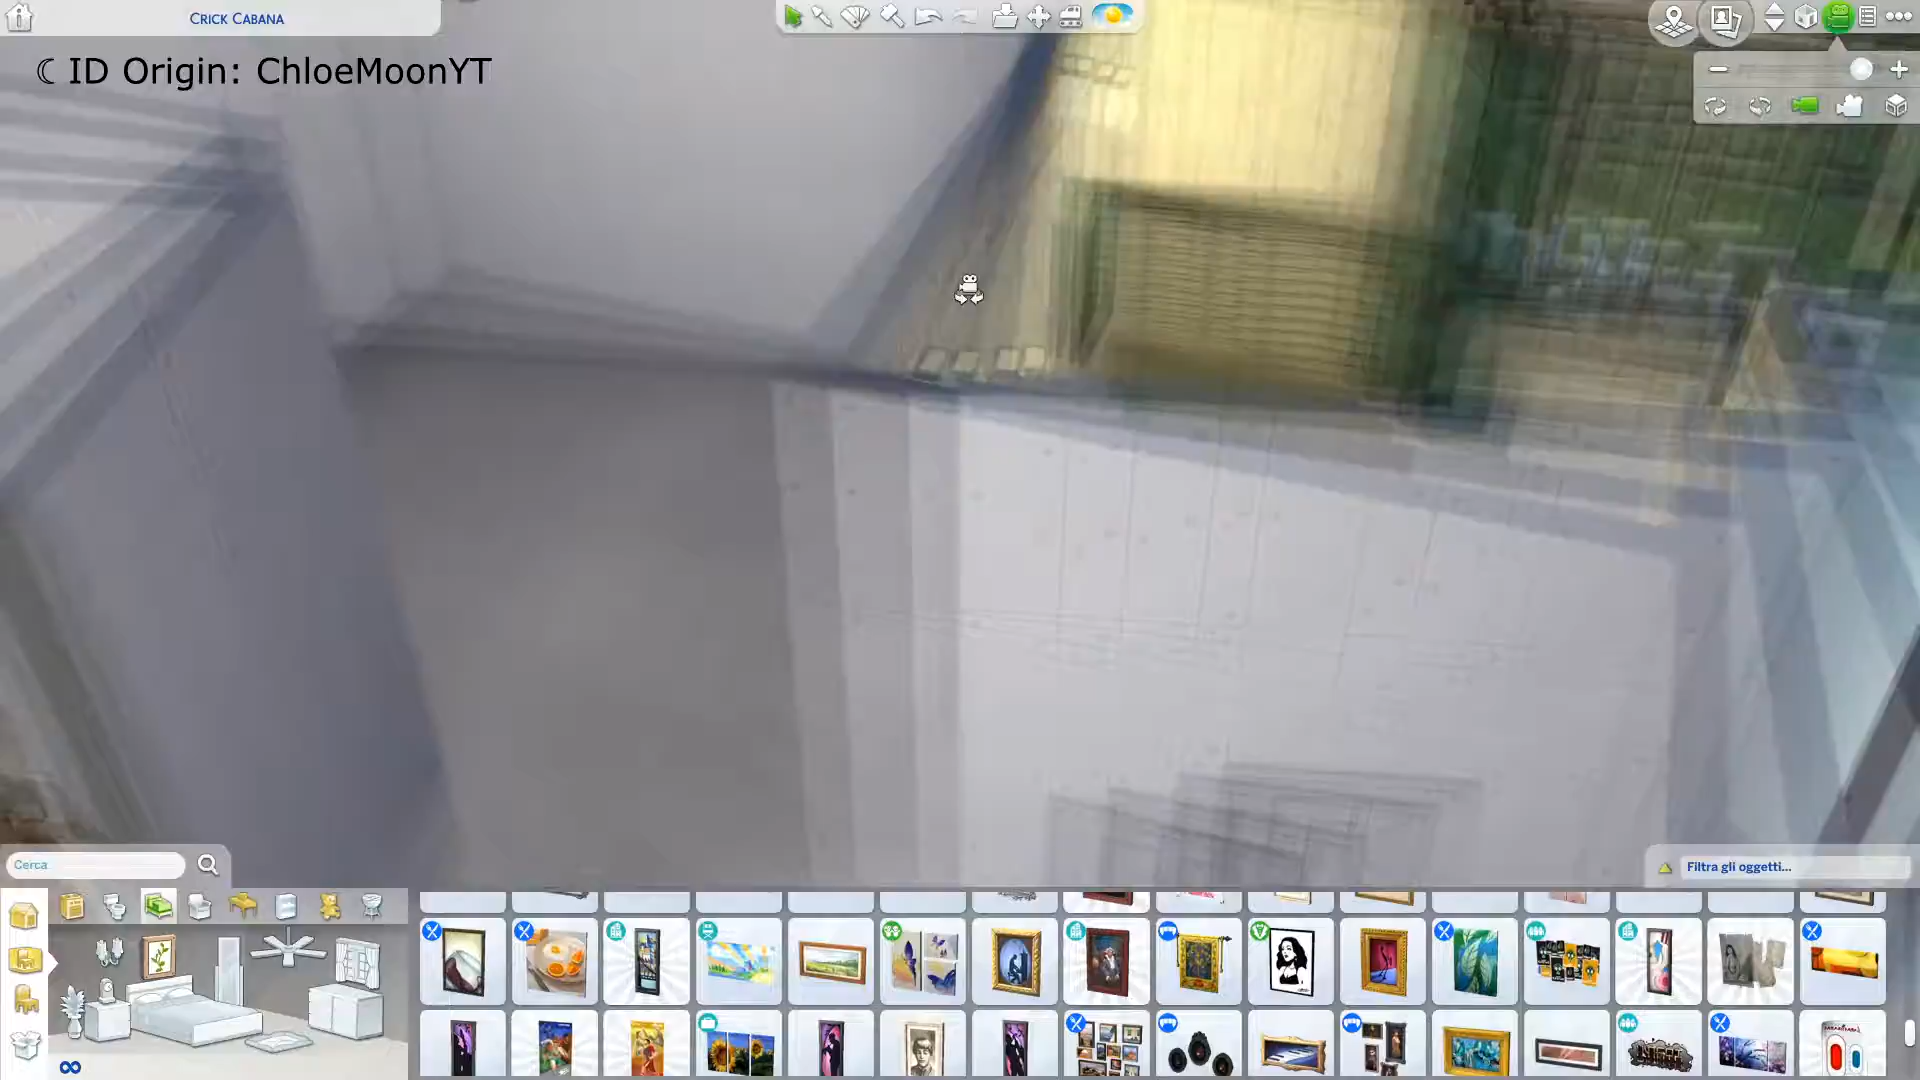 CRICK CABANA
☾ ID Origin: ChloeMoonYT
Cerca
Filtra gli oggetti...